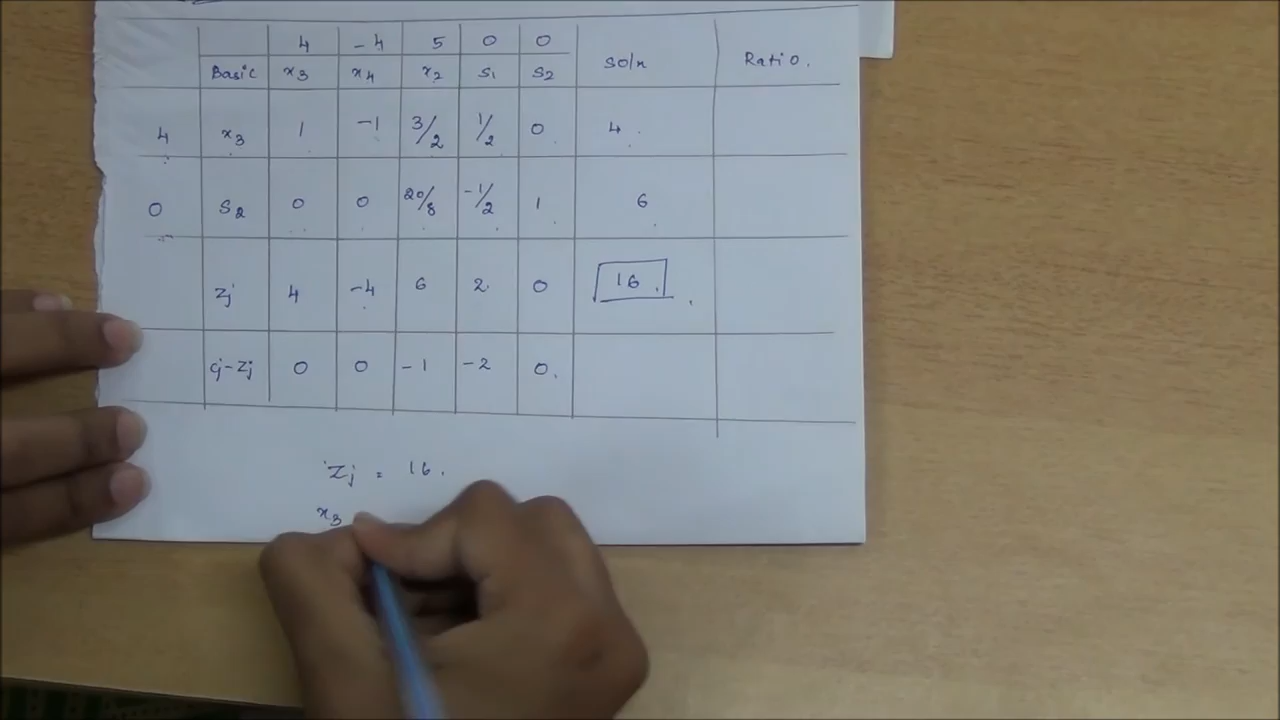 4 -4 5 0 0
Basic x3 x4 x2 s1 s2 Soln Ratio.
4 x3 1 -1 3/2 1/2 0 4.
0 S2 0 0 20/8 -1/2 1 6
Zj 4 -4 6 2 0 16.
cj-Zj 0 0 -1 -2 0.
Zj = 16.
x3